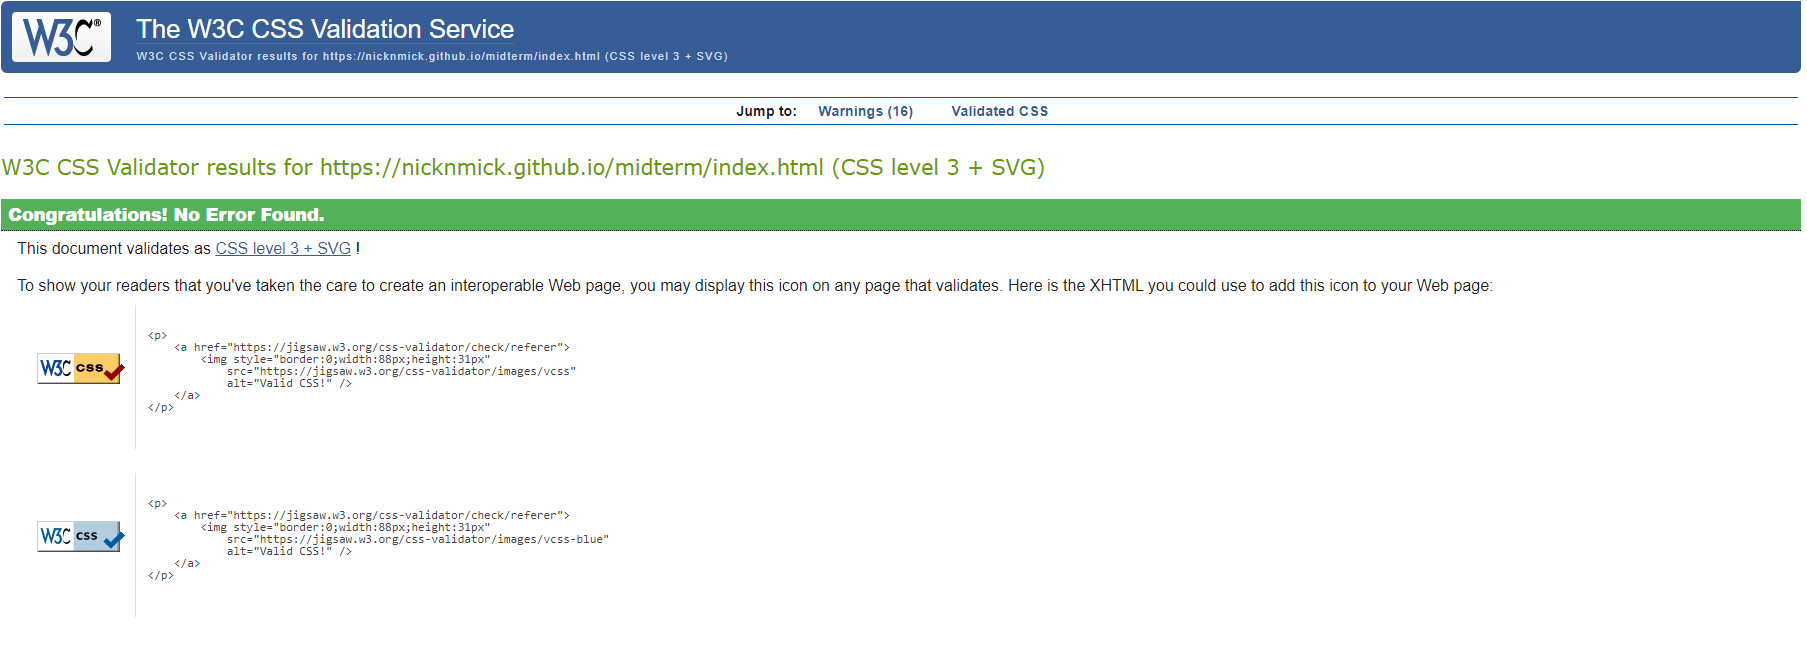 W3C®
The W3C CSS Validation Service
W3C CSS Validator results for https://nicknmick.github.io/midterm/index.html (CSS level 3 + SVG)
Jump to: Warnings (16) Validated CSS
W3C CSS Validator results for https://nicknmick.github.io/midterm/index.html (CSS level 3 + SVG)
Congratulations! No Error Found.
This document validates as CSS level 3 + SVG !
To show your readers that you've taken the care to create an interoperable Web page, you may display this icon on any page that validates. Here is the XHTML you could use to add this icon to your Web page:
W3C css
<p>
<a href="https://jigsaw.w3.org/css-validator/check/referer">
<img style="border:0;width:88px;height:31px"
src="https://jigsaw.w3.org/css-validator/images/vcss"
alt="Valid CSS!" />
</a>
</p>
W3C css
<p>
<a href="https://jigsaw.w3.org/css-validator/check/referer">
<img style="border:0;width:88px;height:31px"
src="https://jigsaw.w3.org/css-validator/images/vcss-blue"
alt="Valid CSS!" />
</a>
</p>